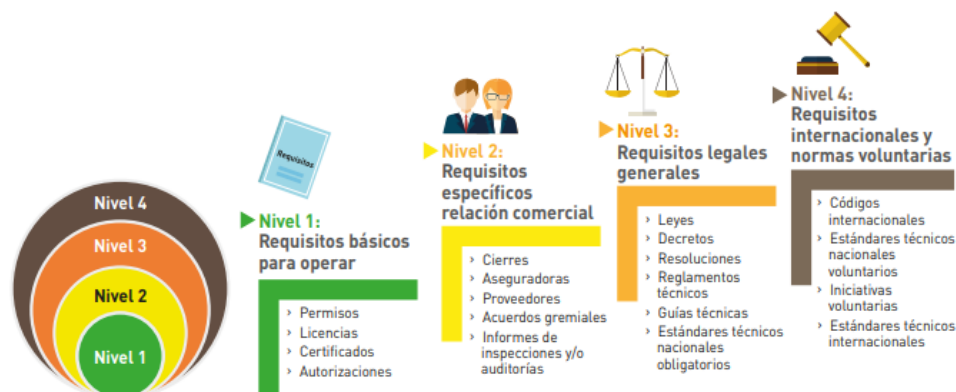 Nivel 4
Nivel 3
Nivel 2
Nivel 1
Requisitos
Nivel 1:
Requisitos básicos
para operar
› Permisos
› Licencias
› Certificados
› Autorizaciones
Nivel 2:
Requisitos
específicos
relación comercial
› Cierres
› Aseguradoras
› Proveedores
› Acuerdos gremiales
› Informes de
inspecciones y/o
auditorías
Nivel 3:
Requisitos legales
generales
› Leyes
› Decretos
› Resoluciones
› Reglamentos
técnicos
› Guías técnicas
› Estándares técnicos
nacionales
obligatorios
Nivel 4:
Requisitos
internacionales y
normas voluntarias
› Códigos
internacionales
› Estándares técnicos
nacionales
voluntarios
› Iniciativas
voluntarias
› Estándares técnicos
internacionales